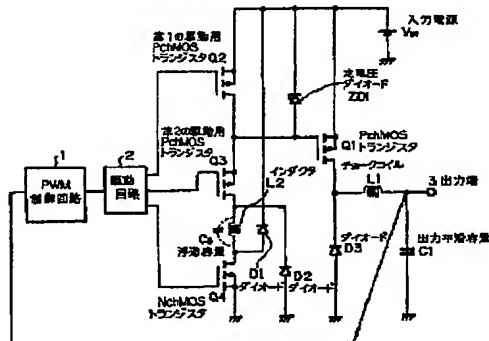 第1の駆動用
PchMOS
トランジスタQ2
入力電源
Vin
定電圧
ダイオード
ZD1
第2の駆動用
PchMOS
トランジスタ
Q3
Q1
PchMOS
トランジスタ
チョークコイル
L1
3 出力端
1
PWM
制御回路
2
駆動
回路
インダクタ
L2
Cs
浮遊容量
D1
ダイオード
D2
ダイオード
ダイオード
D3
出力平滑容量
C1
NchMOS
トランジスタ
Q4